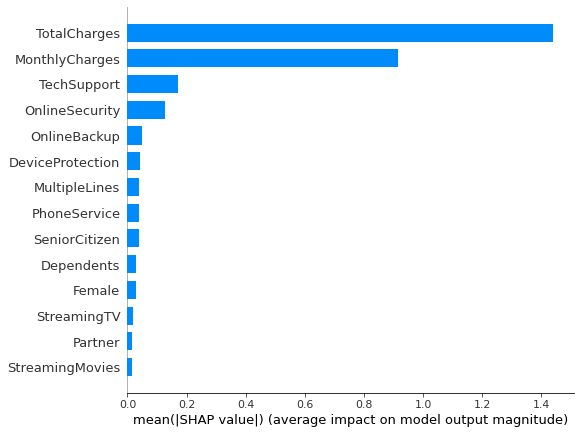 TotalCharges
MonthlyCharges
TechSupport
OnlineSecurity
OnlineBackup
DeviceProtection
MultipleLines
PhoneService
SeniorCitizen
Dependents
Female
StreamingTV
Partner
StreamingMovies
0.0 0.2 0.4 0.6 0.8 1.0 1.2 1.4
mean(|SHAP value|) (average impact on model output magnitude)